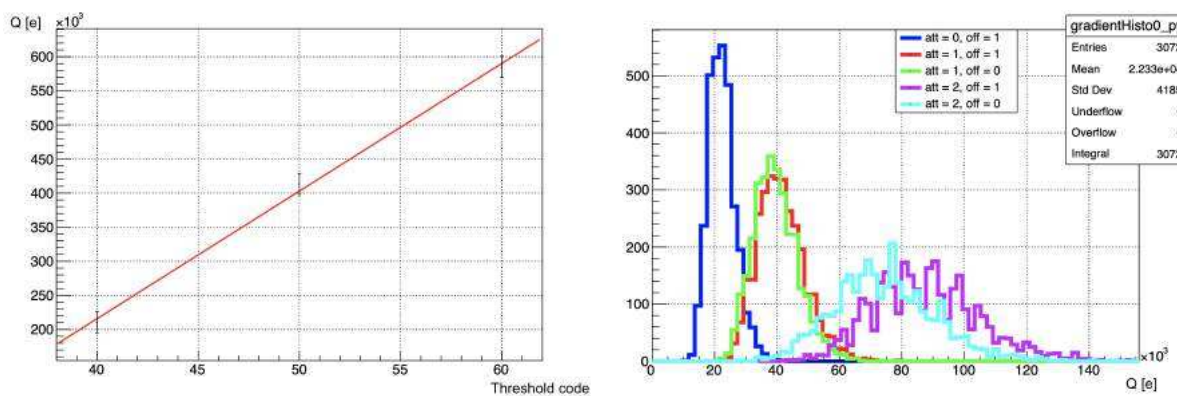 Q [e] ×10³
600
550
500
450
400
350
300
250
200
40 45 50 55 60
Threshold code
att = 0, off = 1
att = 1, off = 1
att = 1, off = 0
att = 2, off = 1
att = 2, off = 0
Entries
Mean
Std Dev
Underflow
Overflow
Integral
500
400
300
200
100
0
0 20 40 60 80 100 120 140 ×10³
Q [e]